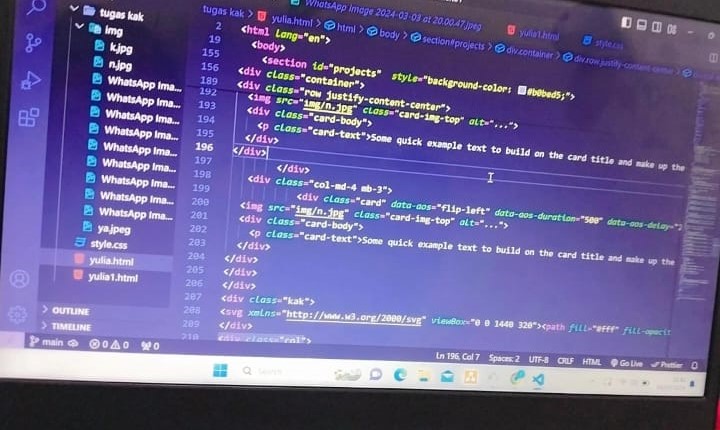 WhatsApp Image 2024-03-03 at 20.00.47.jpeg
yulia1.html
style.css
tugas kak > yulia.html > html > body > section#projects > div.container > div.row.justify-content-center >
tugas kak
img
k.jpg
n.jpg
WhatsApp Ima...
WhatsApp Ima...
WhatsApp Ima...
WhatsApp Ima...
WhatsApp Ima...
WhatsApp Ima...
WhatsApp Ima...
ya.jpeg
style.css
yulia.html
yulia1.html
OUTLINE
TIMELINE
2 <html lang="en">
19 <body>
155 <section id="projects" style="background-color: #b0bed5;">
156 <div class="container">
189 <div class="row justify-content-center">
192 <img src="img/n.jpg" class="card-img-top" alt="...">
193 <div class="card-body">
194 <p class="card-text">Some quick example text to build on the card title and make up the
195 </div>
196 </div>
197 </div>
198 <div class="col-md-4 mb-3">
199 <div class="card" data-aos="flip-left" data-aos-duration="500" data-aos-delay=
200 <img src="img/n.jpg" class="card-img-top" alt="...">
201 <div class="card-body">
202 <p class="card-text">Some quick example text to build on the card title and make up the
203 </div>
204 </div>
205 </div>
206 </div>
207 <div class="kak">
208 <svg xmlns="http://www.w3.org/2000/svg" viewBox="0 0 1440 320"><path fill="#fff" fill-opacit
209 </div>
210 <div class="col">
main 0 0 0 Ln 196, Col 7 Spaces: 2 UTF-8 CRLF HTML Go Live Prettier
Search